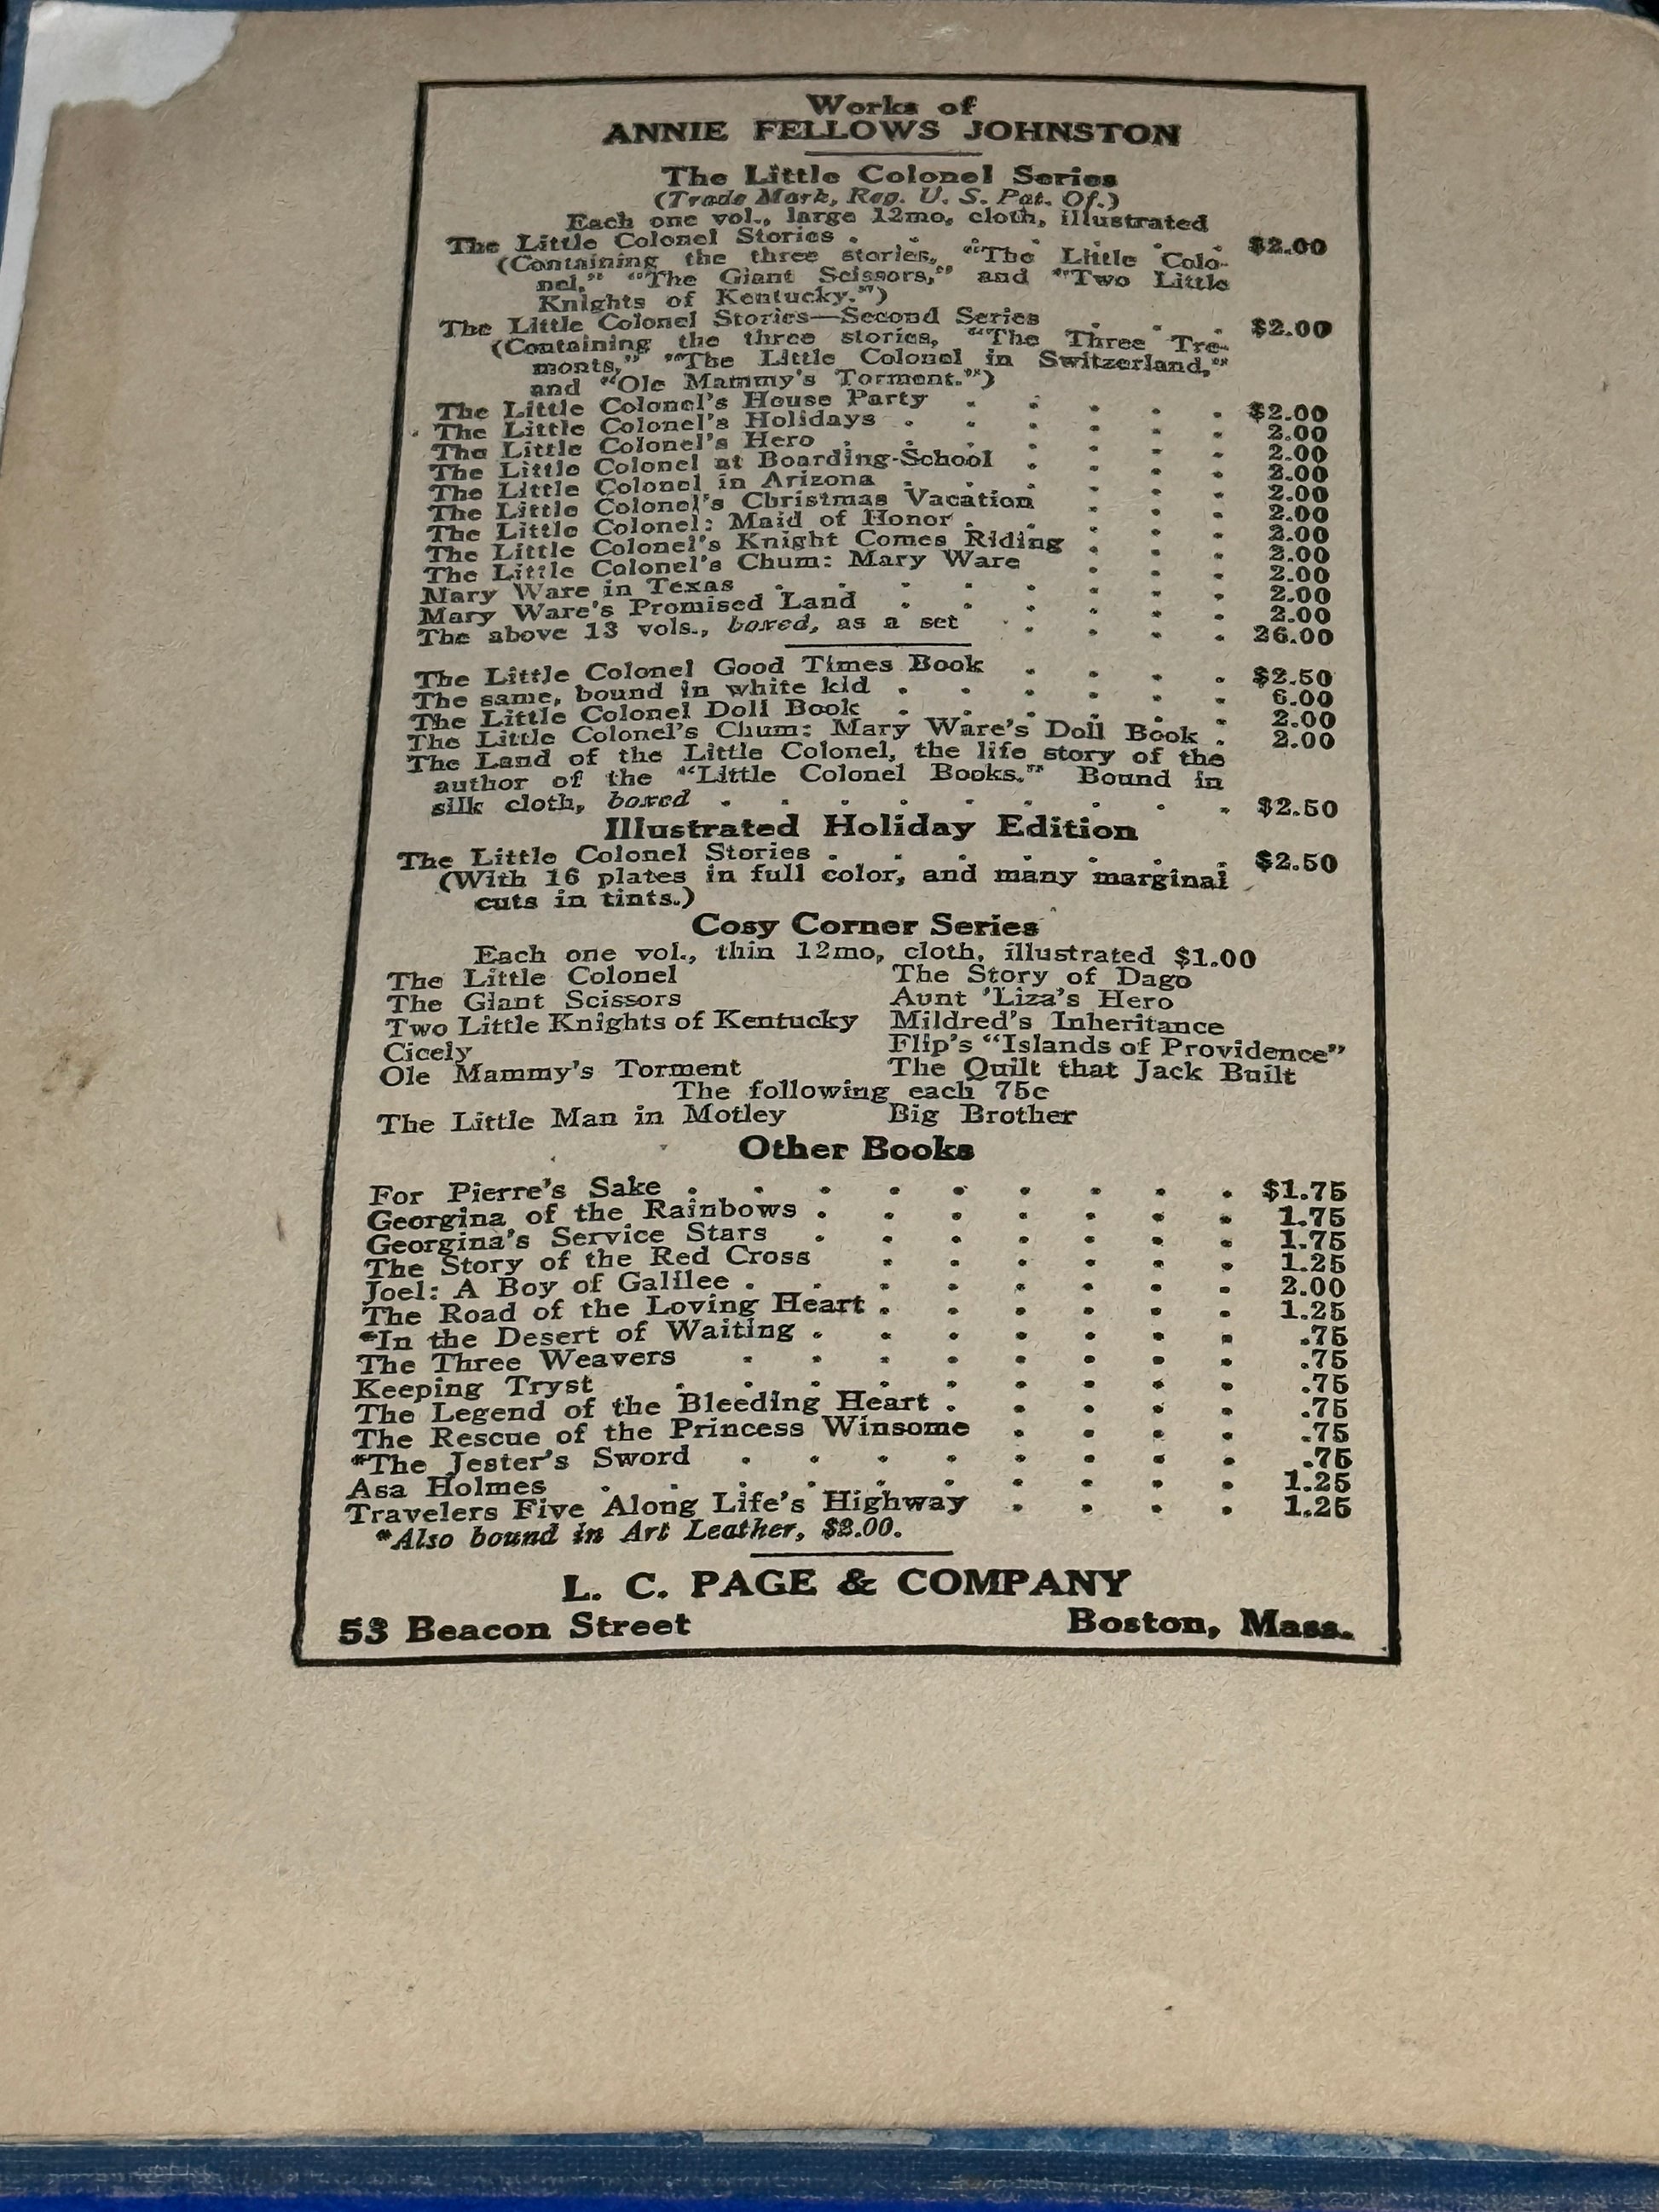 Works of
ANNIE FELLOWS JOHNSTON
The Little Colonel Series
(Trade Mark, Reg. U. S. Pat. Of.)
Each one vol., large 12mo, cloth, illustrated
The Little Colonel Stories . . . . . . . $2.00
(Containing the three stories, "The Little Colo-
nel," "The Giant Scissors," and "Two Little
Knights of Kentucky.")
The Little Colonel Stories—Second Series . . . $2.00
(Containing the three stories, "The Three Tre-
monts," "The Little Colonel in Switzerland,"
and "Ole Mammy's Torment.")
The Little Colonel's House Party . . . . . $2.00
The Little Colonel's Holidays . . . . . . 2.00
The Little Colonel's Hero . . . . . . . 2.00
The Little Colonel at Boarding-School . . . . 2.00
The Little Colonel in Arizona . . . . . . 2.00
The Little Colonel's Christmas Vacation . . . 2.00
The Little Colonel: Maid of Honor . . . . . 2.00
The Little Colonel's Knight Comes Riding . . . 2.00
The Little Colonel's Chum: Mary Ware . . . 2.00
Mary Ware in Texas . . . . . . . . 2.00
Mary Ware's Promised Land . . . . . . 2.00
The above 13 vols., boxed, as a set . . . . 26.00
The Little Colonel Good Times Book . . . . $2.50
The same, bound in white kid . . . . . . 6.00
The Little Colonel Doll Book . . . . . . 2.00
The Little Colonel's Chum: Mary Ware's Doll Book . 2.00
The Land of the Little Colonel, the life story of the
author of the "Little Colonel Books." Bound in
silk cloth, boxed . . . . . . . . . $2.50
Illustrated Holiday Edition
The Little Colonel Stories . . . . . . . $2.50
(With 16 plates in full color, and many marginal
cuts in tints.)
Cosy Corner Series
Each one vol., thin 12mo, cloth, illustrated $1.00
The Little Colonel The Story of Dago
The Giant Scissors Aunt 'Liza's Hero
Two Little Knights of Kentucky Mildred's Inheritance
Cicely Flip's "Islands of Providence"
Ole Mammy's Torment The Quilt that Jack Built
The following each 75c
The Little Man in Motley Big Brother
Other Books
For Pierre's Sake . . . . . . . . . $1.75
Georgina of the Rainbows . . . . . . . 1.75
Georgina's Service Stars . . . . . . . 1.75
The Story of the Red Cross . . . . . . 1.25
Joel: A Boy of Galilee . . . . . . . . 2.00
The Road of the Loving Heart . . . . . . 1.25
*In the Desert of Waiting . . . . . . . .75
The Three Weavers . . . . . . . . .75
Keeping Tryst . . . . . . . . . .75
The Legend of the Bleeding Heart . . . . . .75
The Rescue of the Princess Winsome . . . . .75
*The Jester's Sword . . . . . . . . .75
Asa Holmes . . . . . . . . . . 1.25
Travelers Five Along Life's Highway . . . . 1.25
*Also bound in Art Leather, $2.00.
L. C. PAGE & COMPANY
53 Beacon Street Boston, Mass.